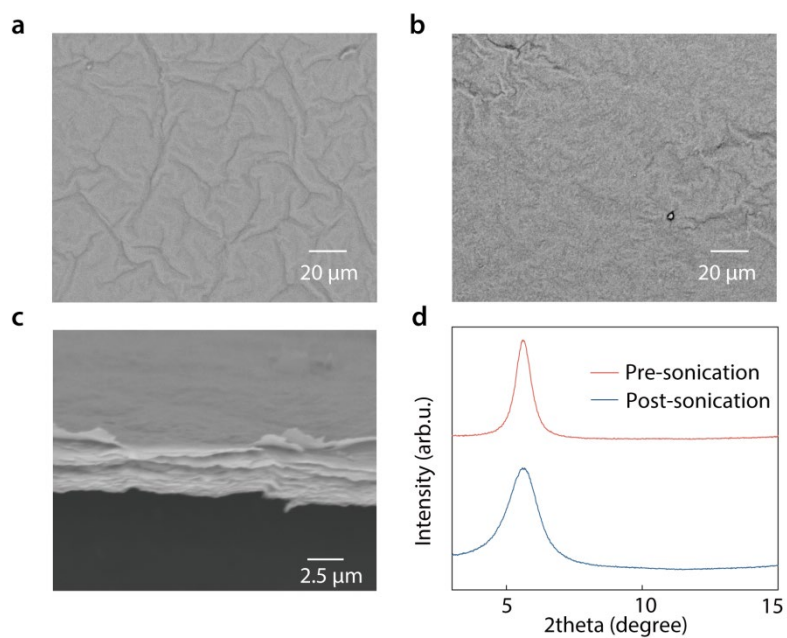 a
b
20 μm
20 μm
c
d
2.5 μm
Pre-sonication
Post-sonication
Intensity (arb.u.)
5
10
15
2theta (degree)